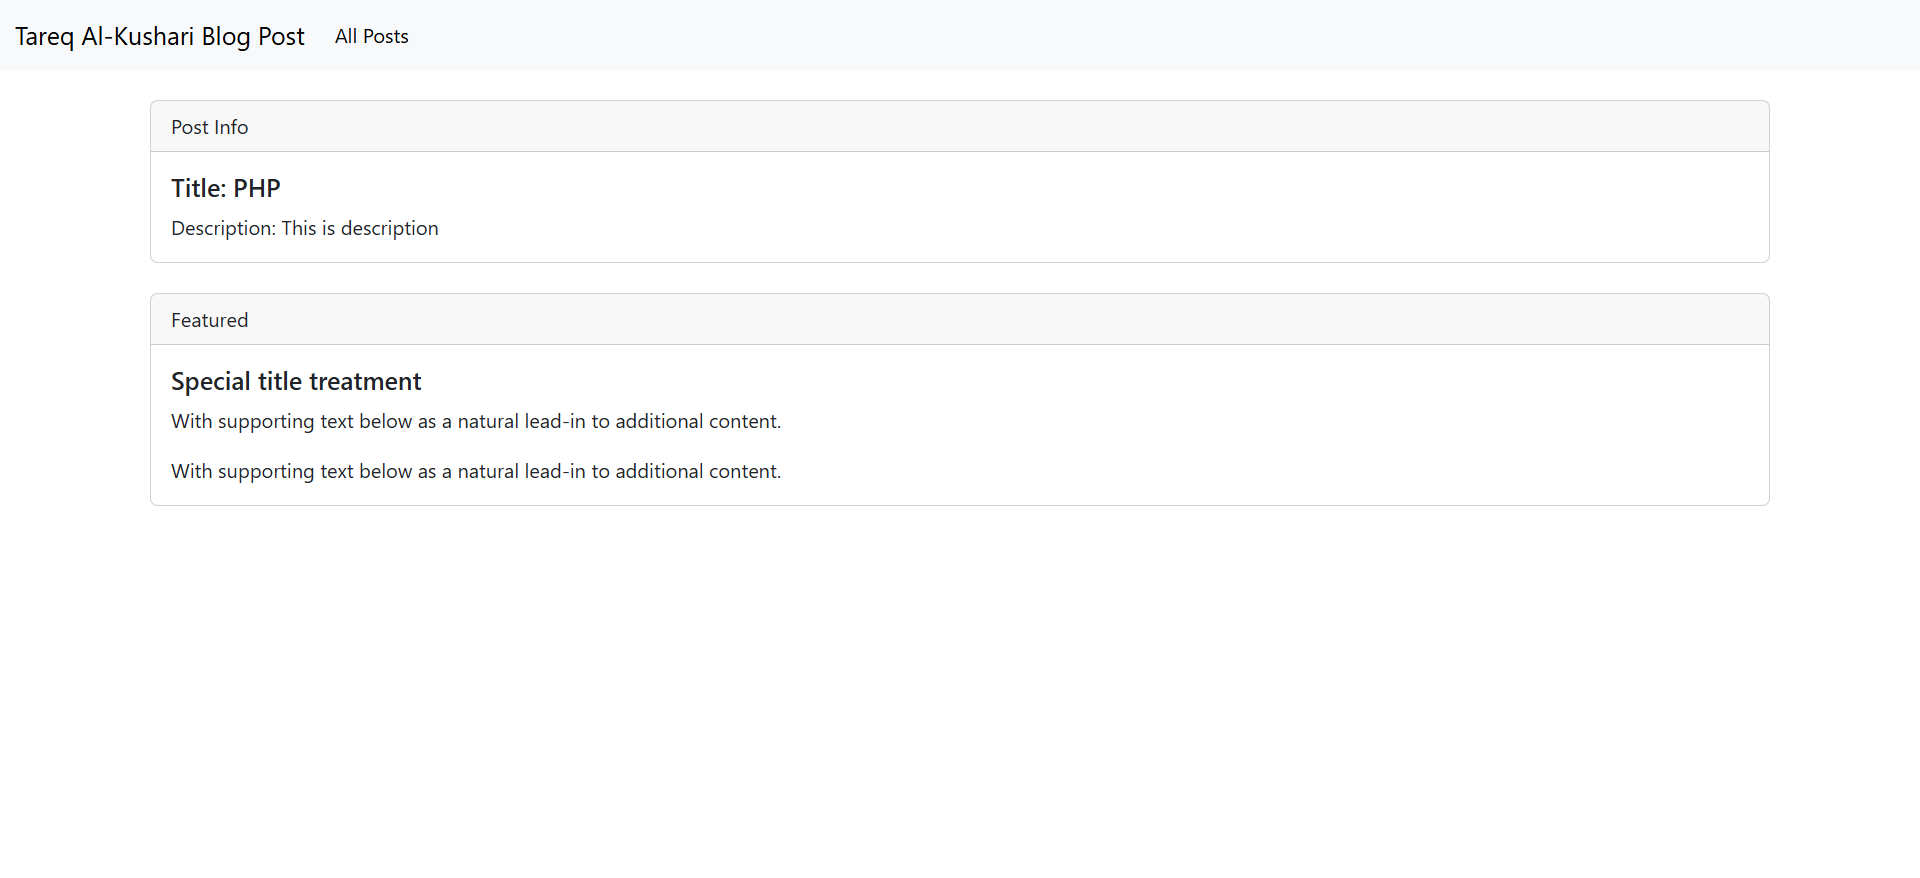 Tareq Al-Kushari Blog Post All Posts
Post Info
Title: PHP
Description: This is description
Featured
Special title treatment
With supporting text below as a natural lead-in to additional content.
With supporting text below as a natural lead-in to additional content.